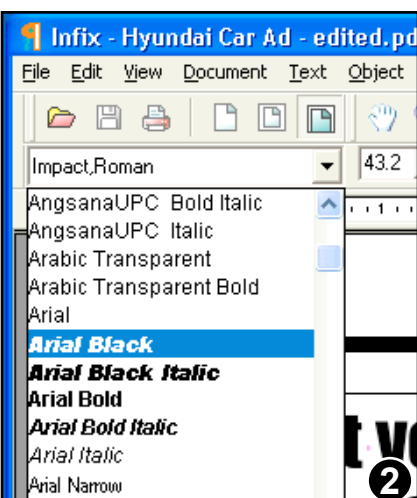 Infix - Hyundai Car Ad - edited.pd
File Edit View Document Text Object
Impact,Roman 43.2
1
AngsanaUPC Bold Italic
AngsanaUPC Italic
Arabic Transparent
Arabic Transparent Bold
Arial
Arial Black
Arial Black Italic
Arial Bold
Arial Bold Italic
Arial Italic
Arial Narrow
2